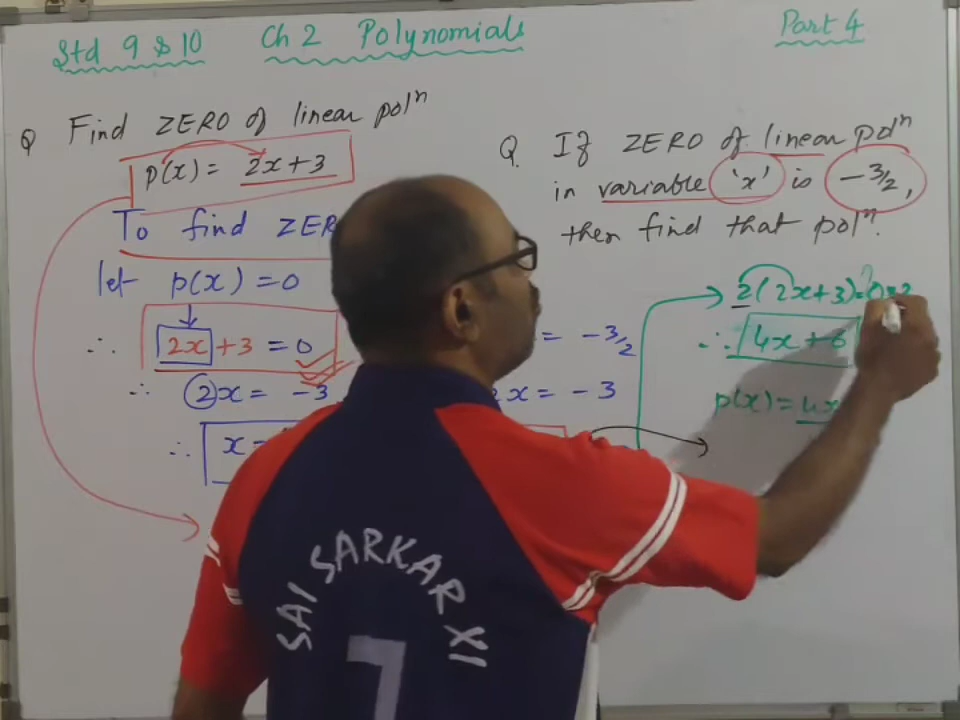 Std 9 & 10 Ch 2 Polynomials Part 4
Q Find ZERO of linear polⁿ
p(x) = 2x+3
To find ZER
let p(x) = 0
∴ 2x +3 = 0
∴ 2x = -3
∴ x=
= -3/2
2x = -3
Q. If ZERO of linear polⁿ
in variable 'x' is -3/2,
then find that polⁿ.
2(2x+3)=0×2
∴ 4x + 6
p(x) = 4x
SAI SARKAR XI
7